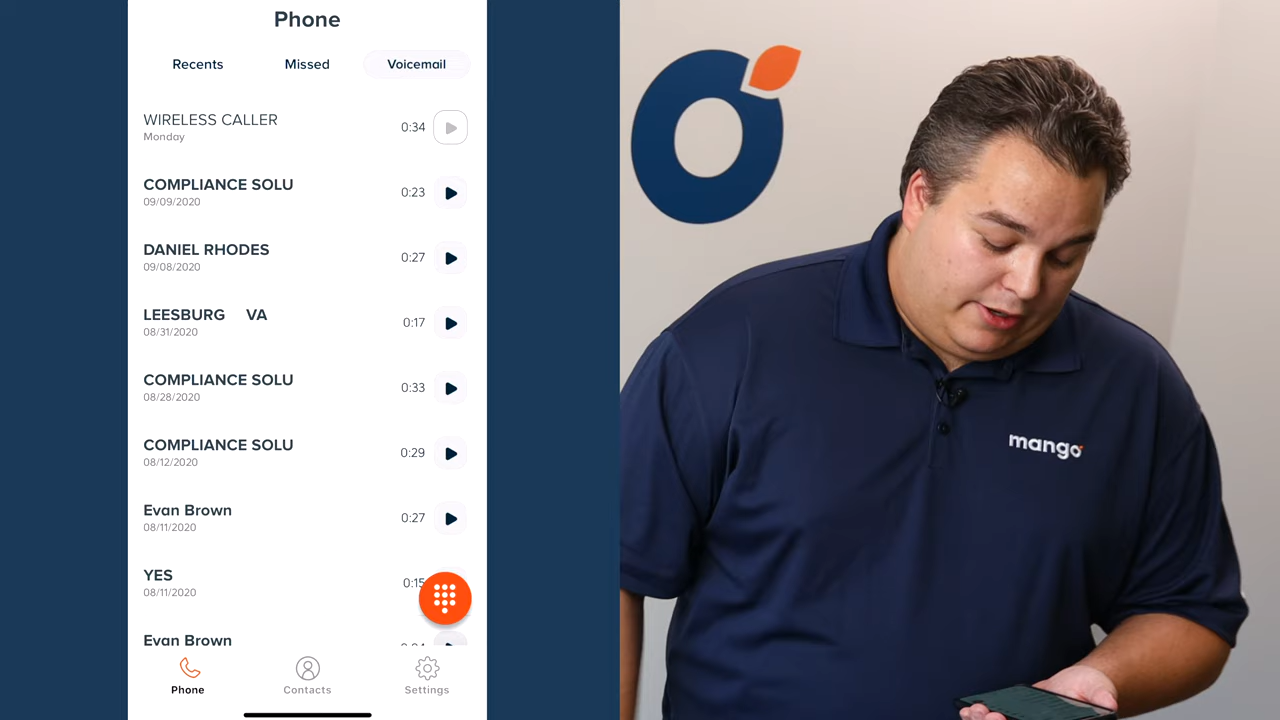 Phone
Recents Missed Voicemail
WIRELESS CALLER
Monday
0:34
COMPLIANCE SOLU
09/09/2020
0:23
DANIEL RHODES
09/08/2020
0:27
LEESBURG VA
08/31/2020
0:17
COMPLIANCE SOLU
08/28/2020
0:33
COMPLIANCE SOLU
08/12/2020
0:29
Evan Brown
08/11/2020
0:27
YES
08/11/2020
0:15
Evan Brown
Phone Contacts Settings
mango